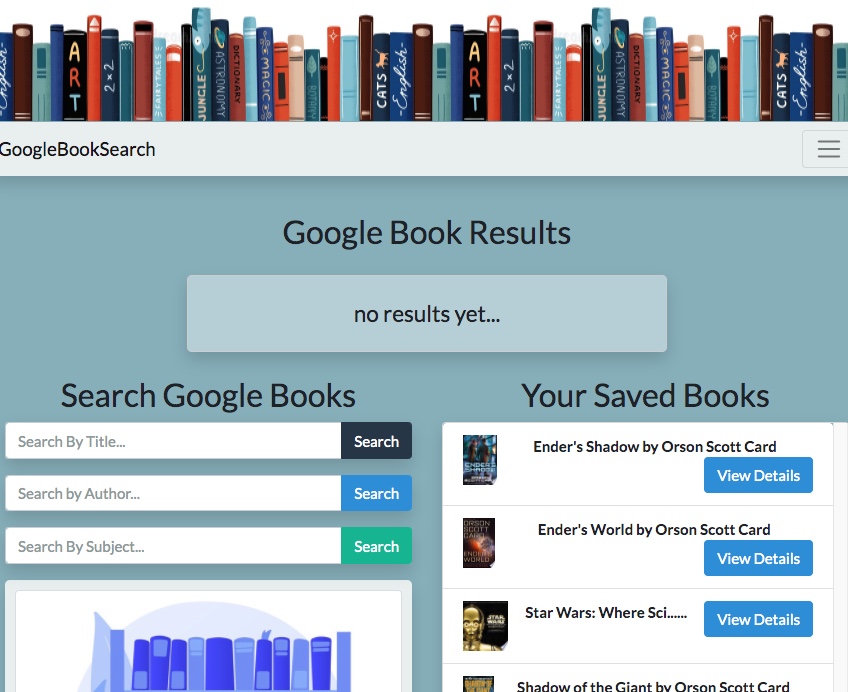 English
ART
2x2
FAIRYTALES
JUNGLE
ASTRONOMY
DICTIONARY
MAGIC
BOTANY
CATS
-English-
ART
2x2
FAIRYTALES
JUNGLE
ASTRONOMY
DICTIONARY
MAGIC
BOTANY
CATS
-English-
GoogleBookSearch
Google Book Results
no results yet...
Search Google Books
Search By Title...
Search
Search by Author...
Search
Search By Subject...
Search
Your Saved Books
ENDER'S
SHADOW
Ender's Shadow by Orson Scott Card
View Details
ORSON
SCOTT
CARD
ENDER'S
WORLD
Ender's World by Orson Scott Card
View Details
STAR
WARS
Star Wars: Where Sci......
View Details
Shadow of the Giant by Orson Scott Card